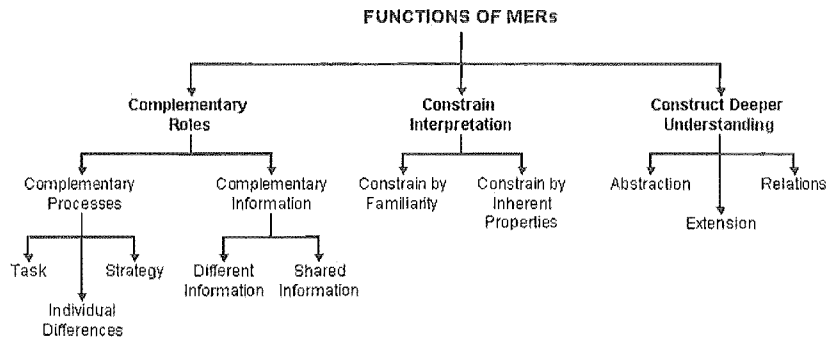 FUNCTIONS OF MERs
Complementary
Roles
Constrain
Interpretation
Construct Deeper
Understanding
Complementary
Processes
Complementary
Information
Constrain by
Familiarity
Constrain by
Inherent
Properties
Abstraction
Extension
Relations
Task
Individual
Differences
Strategy
Different
Information
Shared
Information